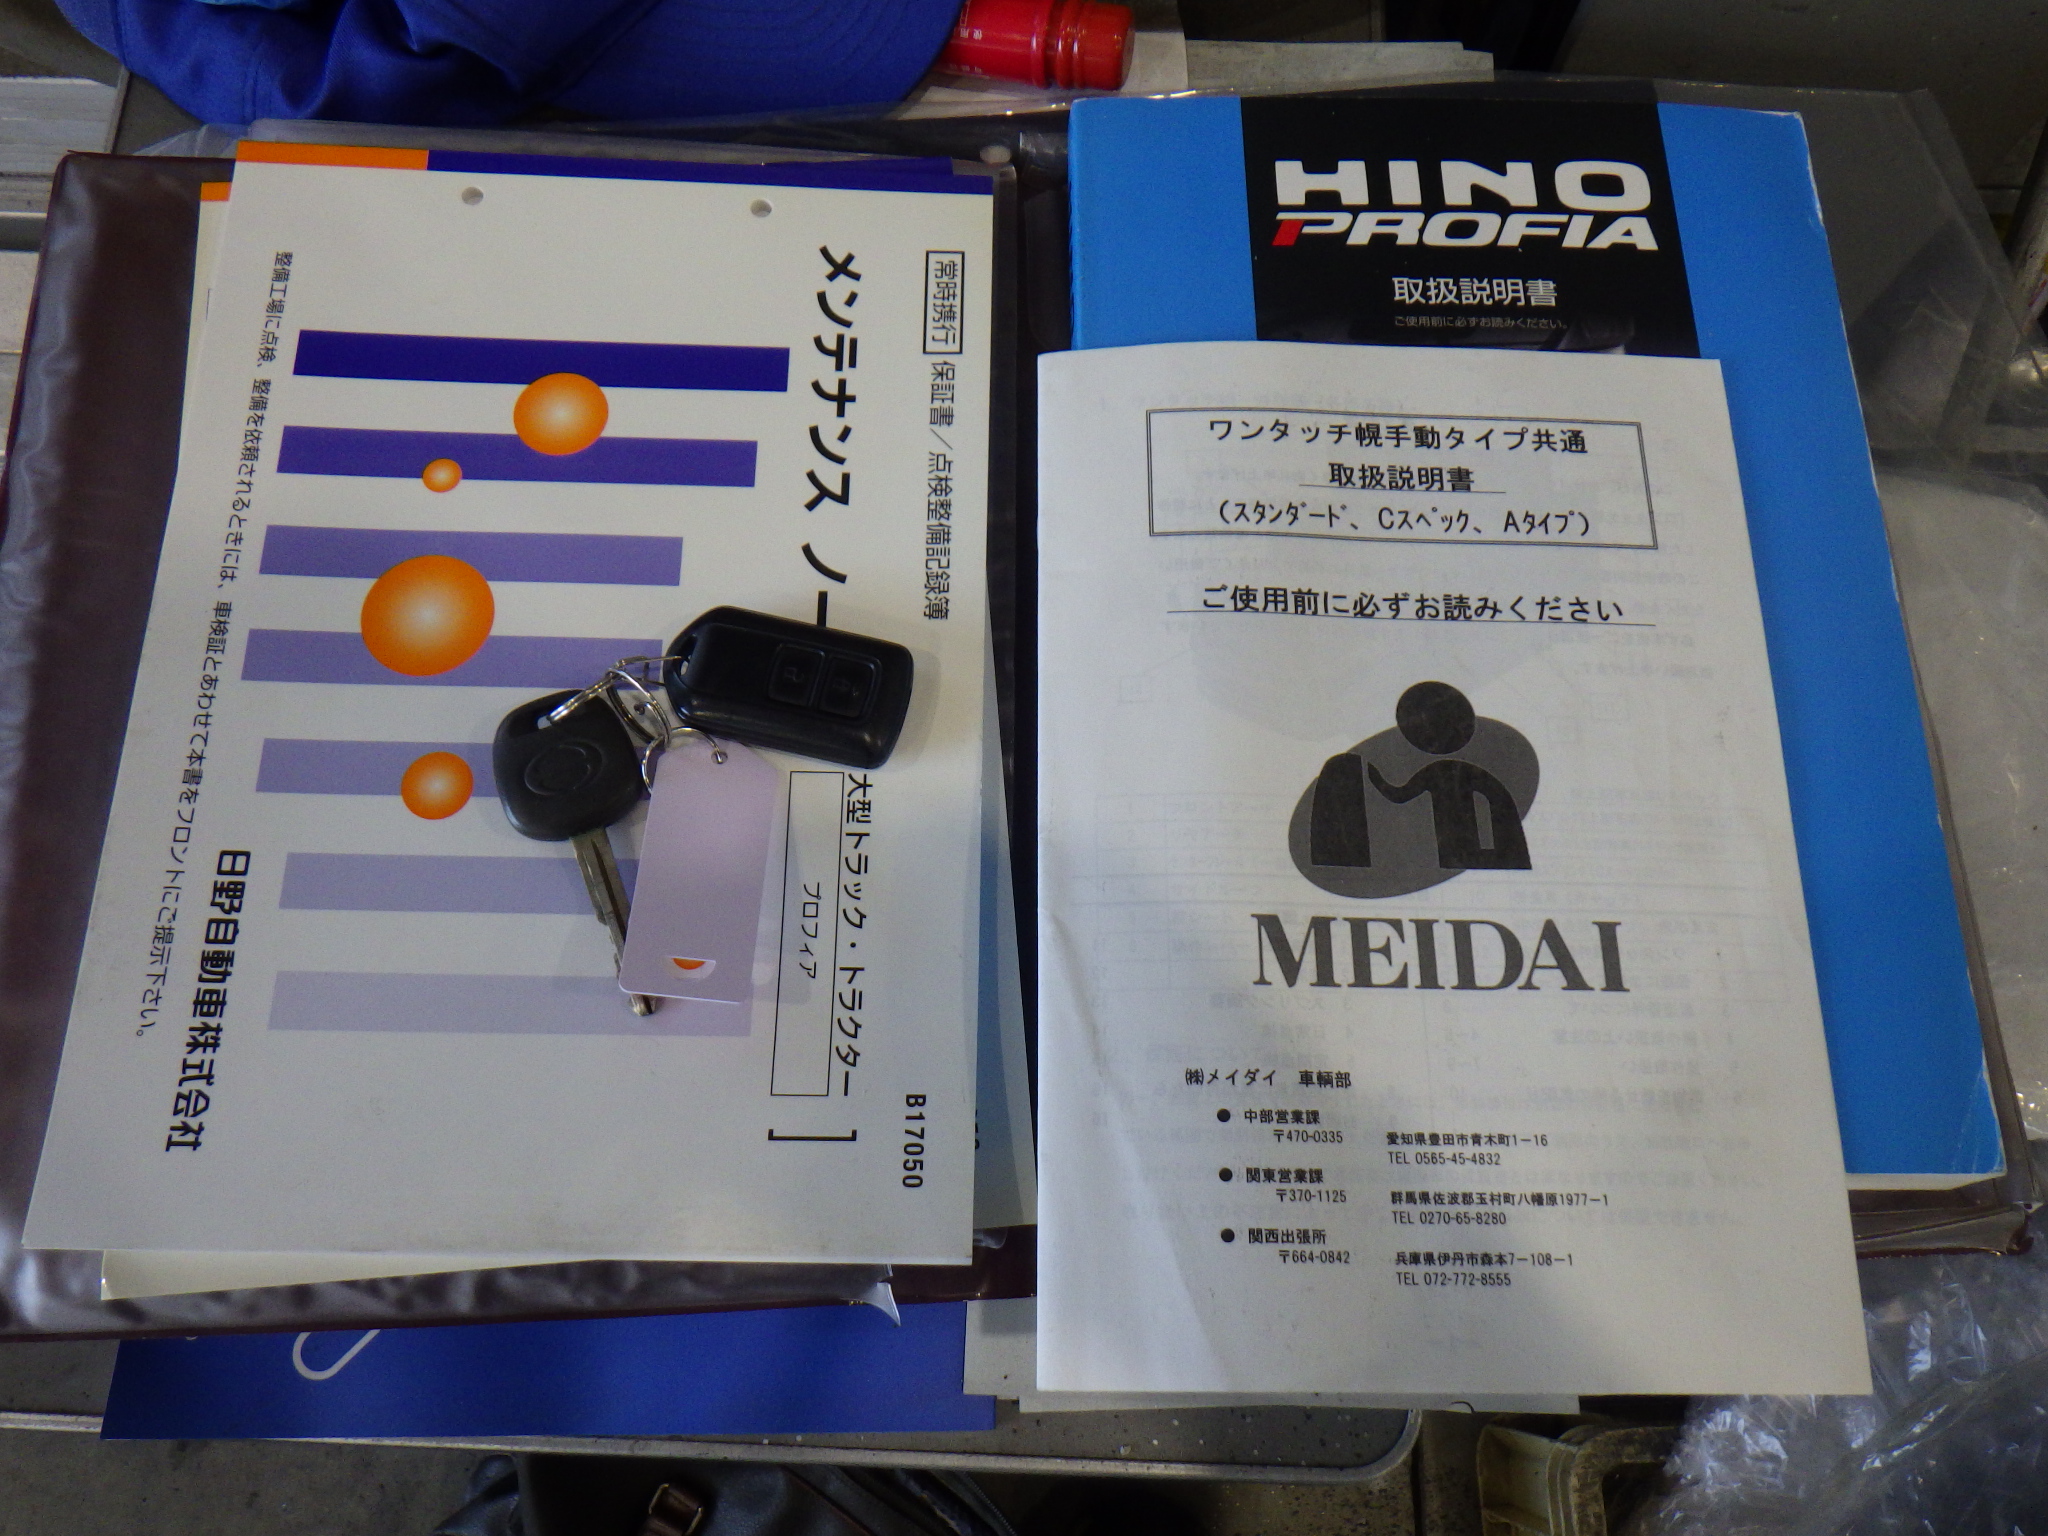 常時携行 保証書／点検整備記録簿
メンテナンス ノー
大型トラック・トラクター
プロフィア
B17050
整備工場に点検、整備を依頼されるときには、車検証とあわせて本書をフロントにご提示下さい。
日野自動車株式会社
HINO
PROFIA
取扱説明書
ご使用前に必ずお読みください。
ワンタッチ幌手動タイプ共通
取扱説明書
（ｽﾀﾝﾀﾞｰﾄﾞ、Cｽﾍﾟｯｸ、Aﾀｲﾌﾟ）
ご使用前に必ずお読みください
MEIDAI
㈱メイダイ 車輌部
● 中部営業課
〒470-0335 愛知県豊田市青木町1－16
TEL 0565-45-4832
● 関東営業課
〒370-1125 群馬県佐波郡玉村町八幡原1977－1
TEL 0270-65-8280
● 関西出張所
〒664-0842 兵庫県伊丹市森本7－108－1
TEL 072-772-8555